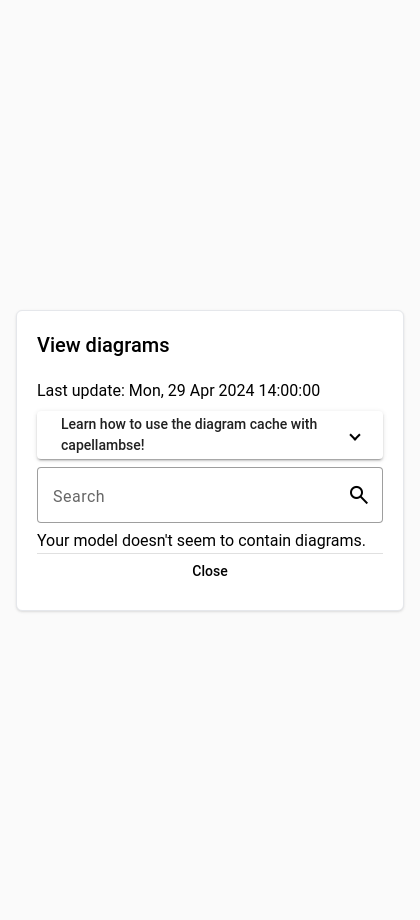 View diagrams
Last update: Mon, 29 Apr 2024 14:00:00
Learn how to use the diagram cache with
capellambse!
Search
Your model doesn't seem to contain diagrams.
Close